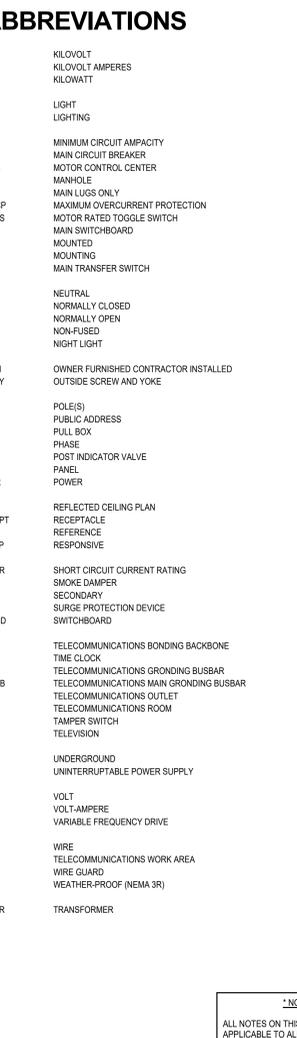 ABBREVIATIONS
KILOVOLT
KILOVOLT AMPERES
KILOWATT
LIGHT
LIGHTING
MINIMUM CIRCUIT AMPACITY
MAIN CIRCUIT BREAKER
MOTOR CONTROL CENTER
MANHOLE
MAIN LUGS ONLY
P MAXIMUM OVERCURRENT PROTECTION
S MOTOR RATED TOGGLE SWITCH
MAIN SWITCHBOARD
MOUNTED
MOUNTING
MAIN TRANSFER SWITCH
NEUTRAL
NORMALLY CLOSED
NORMALLY OPEN
NON-FUSED
NIGHT LIGHT
OWNER FURNISHED CONTRACTOR INSTALLED
Y OUTSIDE SCREW AND YOKE
POLE(S)
PUBLIC ADDRESS
PULL BOX
PHASE
POST INDICATOR VALVE
PANEL
POWER
REFLECTED CEILING PLAN
PT RECEPTACLE
REFERENCE
P RESPONSIVE
R SHORT CIRCUIT CURRENT RATING
SMOKE DAMPER
SECONDARY
SURGE PROTECTION DEVICE
D SWITCHBOARD
TELECOMMUNICATIONS BONDING BACKBONE
TIME CLOCK
TELECOMMUNICATIONS GRONDING BUSBAR
B TELECOMMUNICATIONS MAIN GRONDING BUSBAR
TELECOMMUNICATIONS OUTLET
TELECOMMUNICATIONS ROOM
TAMPER SWITCH
TELEVISION
UNDERGROUND
UNINTERRUPTABLE POWER SUPPLY
VOLT
VOLT-AMPERE
VARIABLE FREQUENCY DRIVE
WIRE
TELECOMMUNICATIONS WORK AREA
WIRE GUARD
WEATHER-PROOF (NEMA 3R)
R TRANSFORMER
* NO
ALL NOTES ON THIS
APPLICABLE TO AL